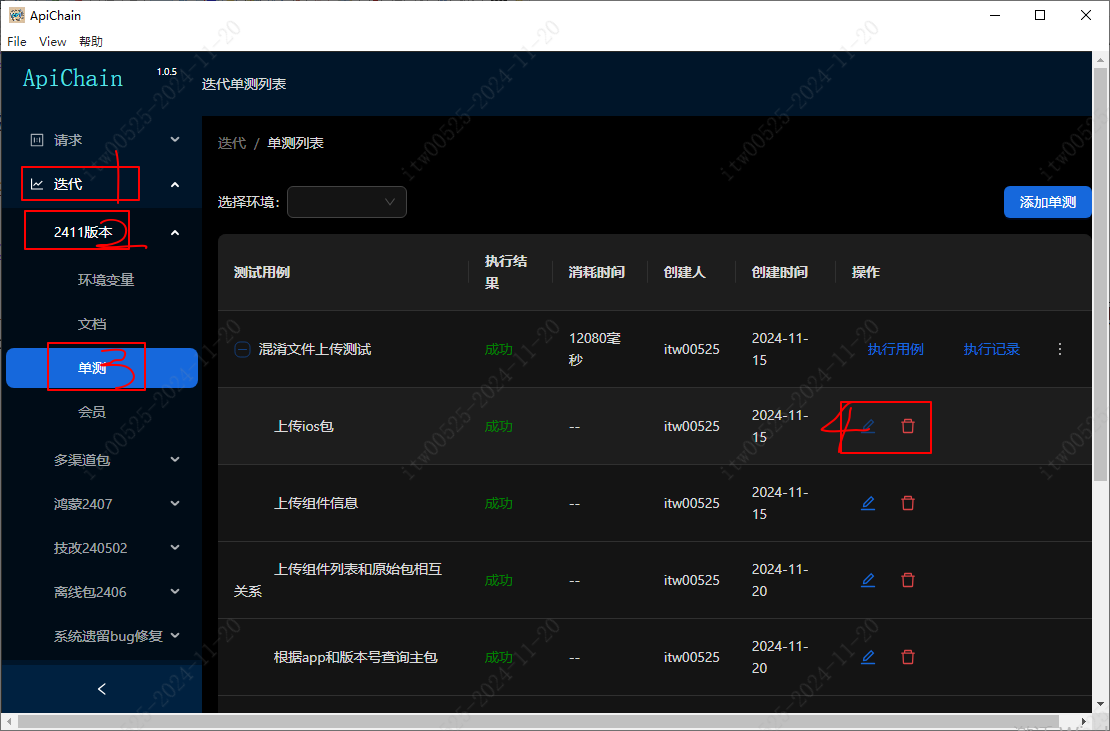 ApiChain
File View 帮助
ApiChain 1.0.5
迭代单测列表
请求
迭代
2411版本
环境变量
文档
单测
会员
多渠道包
鸿蒙2407
技改240502
离线包2406
系统遗留bug修复
1
2
3
迭代 / 单测列表
选择环境:
添加单测
测试用例 执行结果 消耗时间 创建人 创建时间 操作
混淆文件上传测试 成功 12080毫秒 itw00525 2024-11-15 执行用例 执行记录
上传ios包 成功 -- itw00525 2024-11-15
4
上传组件信息 成功 -- itw00525 2024-11-15
上传组件列表和原始包相互关系 成功 -- itw00525 2024-11-20
根据app和版本号查询主包 成功 -- itw00525 2024-11-20
itw00525-2024-11-20